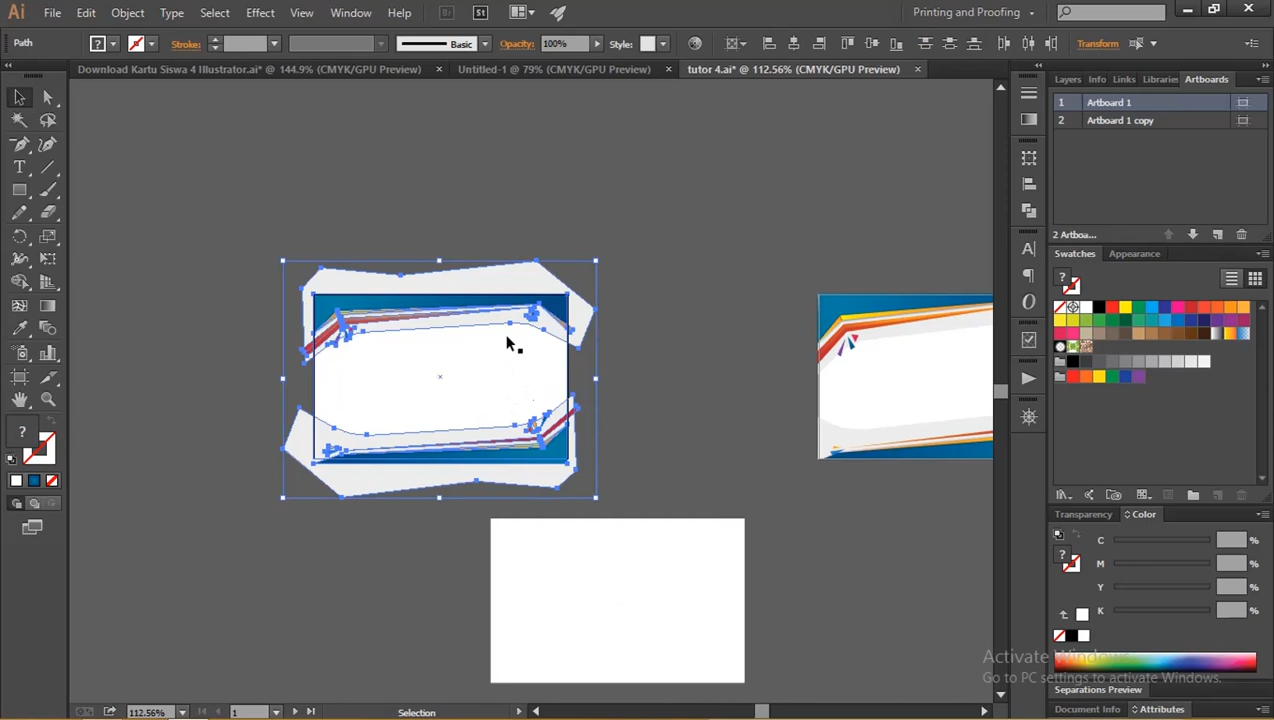 Ai File Edit Object Type Select Effect View Window Help Br St Printing and Proofing
Path ? Stroke: Basic Opacity: 100% Style: Transform
Download Kartu Siswa 4 Illustrator.ai* @ 144.9% (CMYK/GPU Preview) × Untitled-1 @ 79% (CMYK/GPU Preview) × tutor 4.ai* @ 112.56% (CMYK/GPU Preview) ×
Layers Info Links Libraries Artboards
1 Artboard 1
2 Artboard 1 copy
2 Artboa...
Swatches Appearance
?
Transparency Color
C %
M %
? Y %
K %
Activate Windows
Go to PC settings to activate Windows.
Separations Preview
Document Info Attributes
112.56% 1 Selection